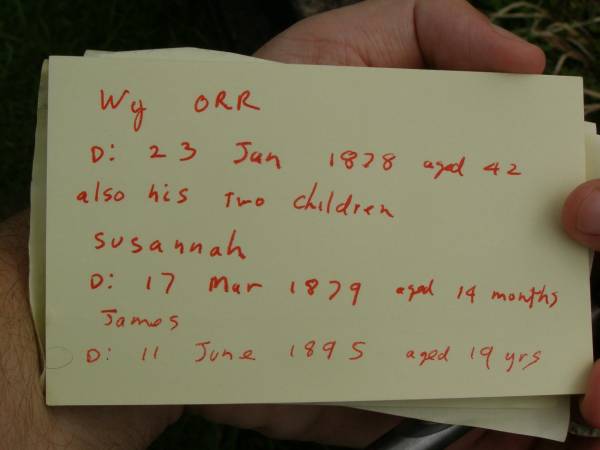 Wy ORR
D: 23 Jan 1878 aged 42
also his two children
Susannah
D: 17 Mar 1879 aged 14 months
James
D: 11 June 1895 aged 19 yrs